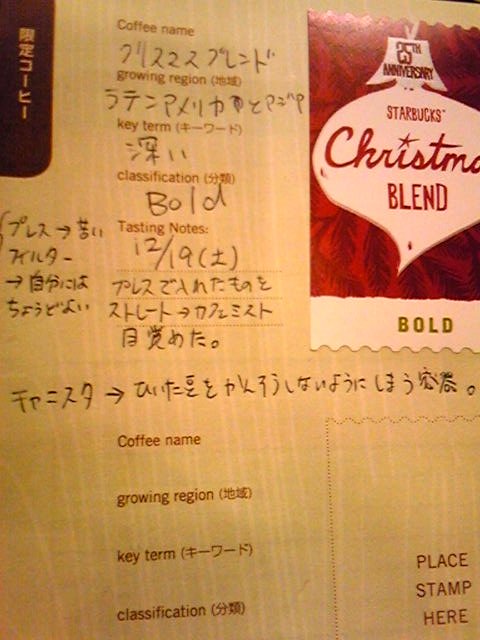 限定コーヒー
Coffee name
クリスマスブレンド
growing region (地域)
ラテンアメリカ中とアジア
key term (キーワード)
深い
classification (分類)
Bold
Tasting Notes:
12/19(土)
プレスで入れたものを
ストレート→カフェミスト
目覚めた。
プレス→苦い
フィルター
→自分には
ちょうどよい
キャニスタ→ひいた豆をかんそうしないようにしまう容器。
25TH
ANNIVERSARY
STARBUCKS™
Christma
BLEND
BOLD
Coffee name
growing region (地域)
key term (キーワード)
classification (分類)
PLACE
STAMP
HERE